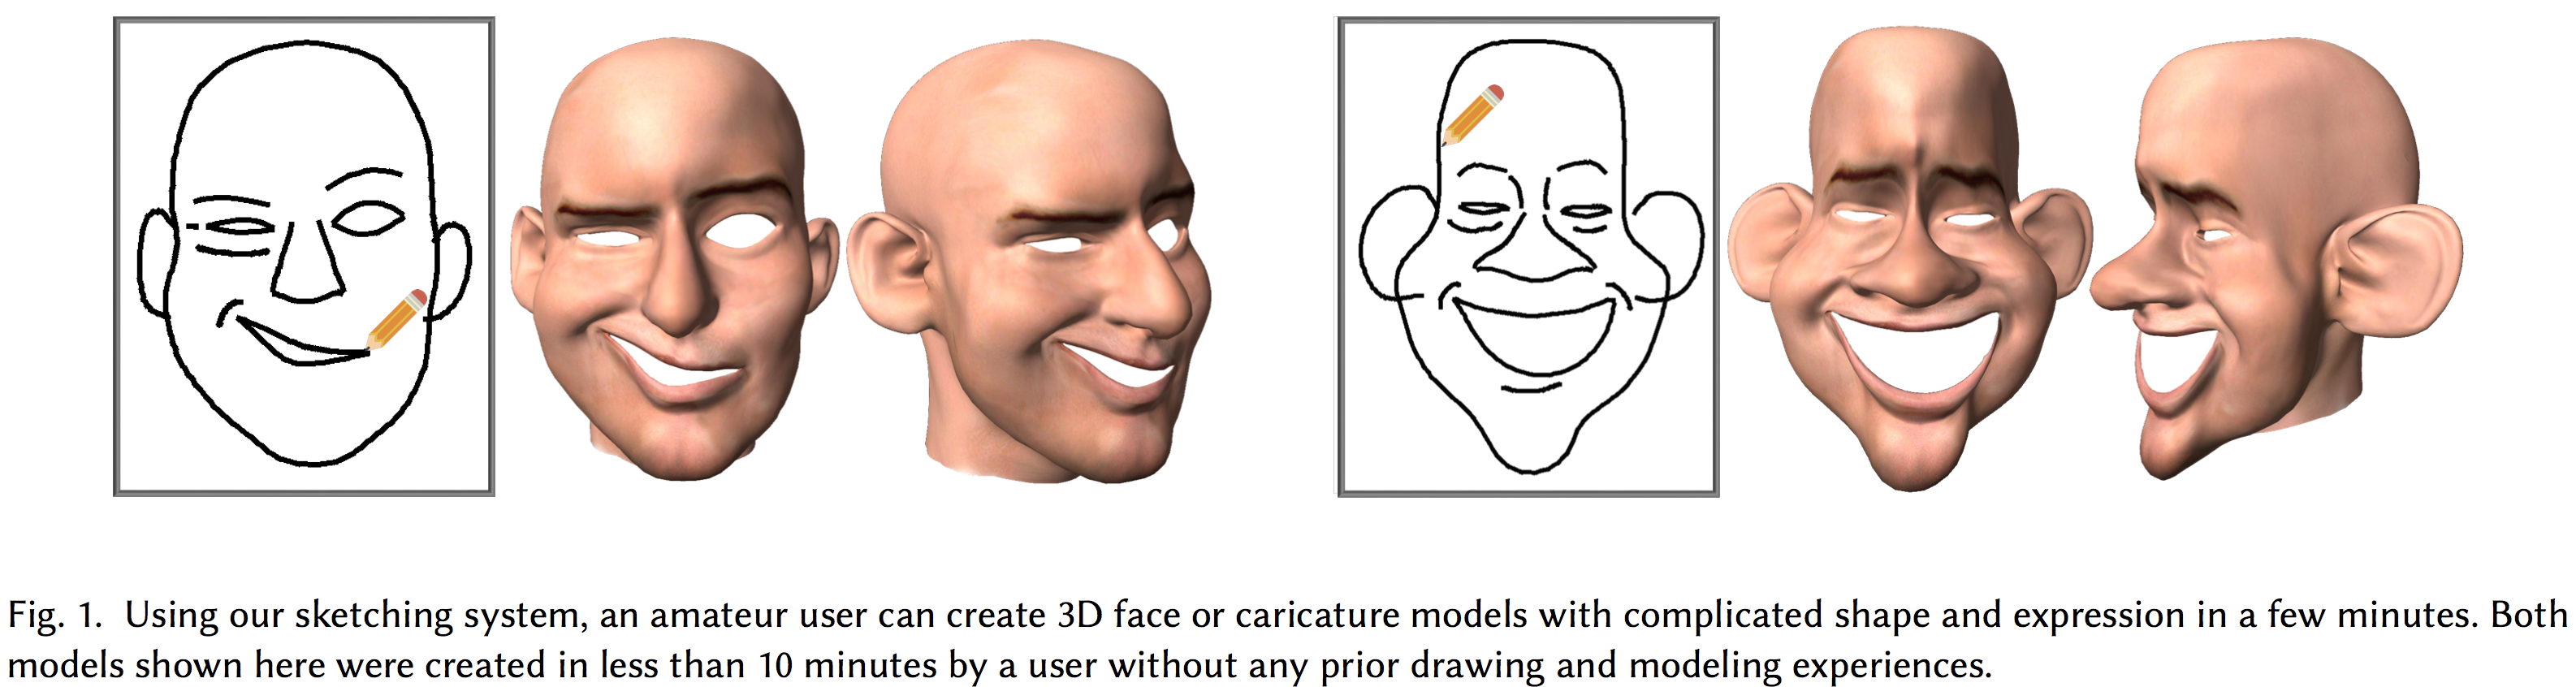 Fig. 1. Using our sketching system, an amateur user can create 3D face or caricature models with complicated shape and expression in a few minutes. Both
models shown here were created in less than 10 minutes by a user without any prior drawing and modeling experiences.